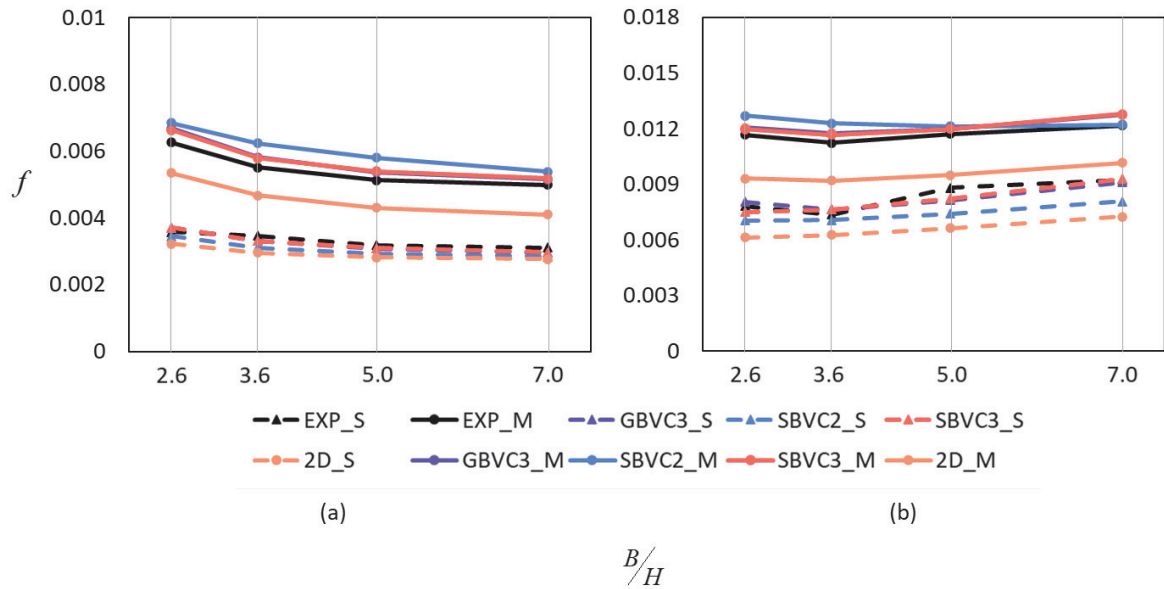 0.01
0.008
0.006
0.004
0.002
0
f
2.6 3.6 5.0 7.0
0.018
0.015
0.012
0.009
0.006
0.003
0
2.6 3.6 5.0 7.0
EXP_S EXP_M GBVC3_S SBVC2_S SBVC3_S
2D_S GBVC3_M SBVC2_M SBVC3_M 2D_M
(a) (b)
B/H